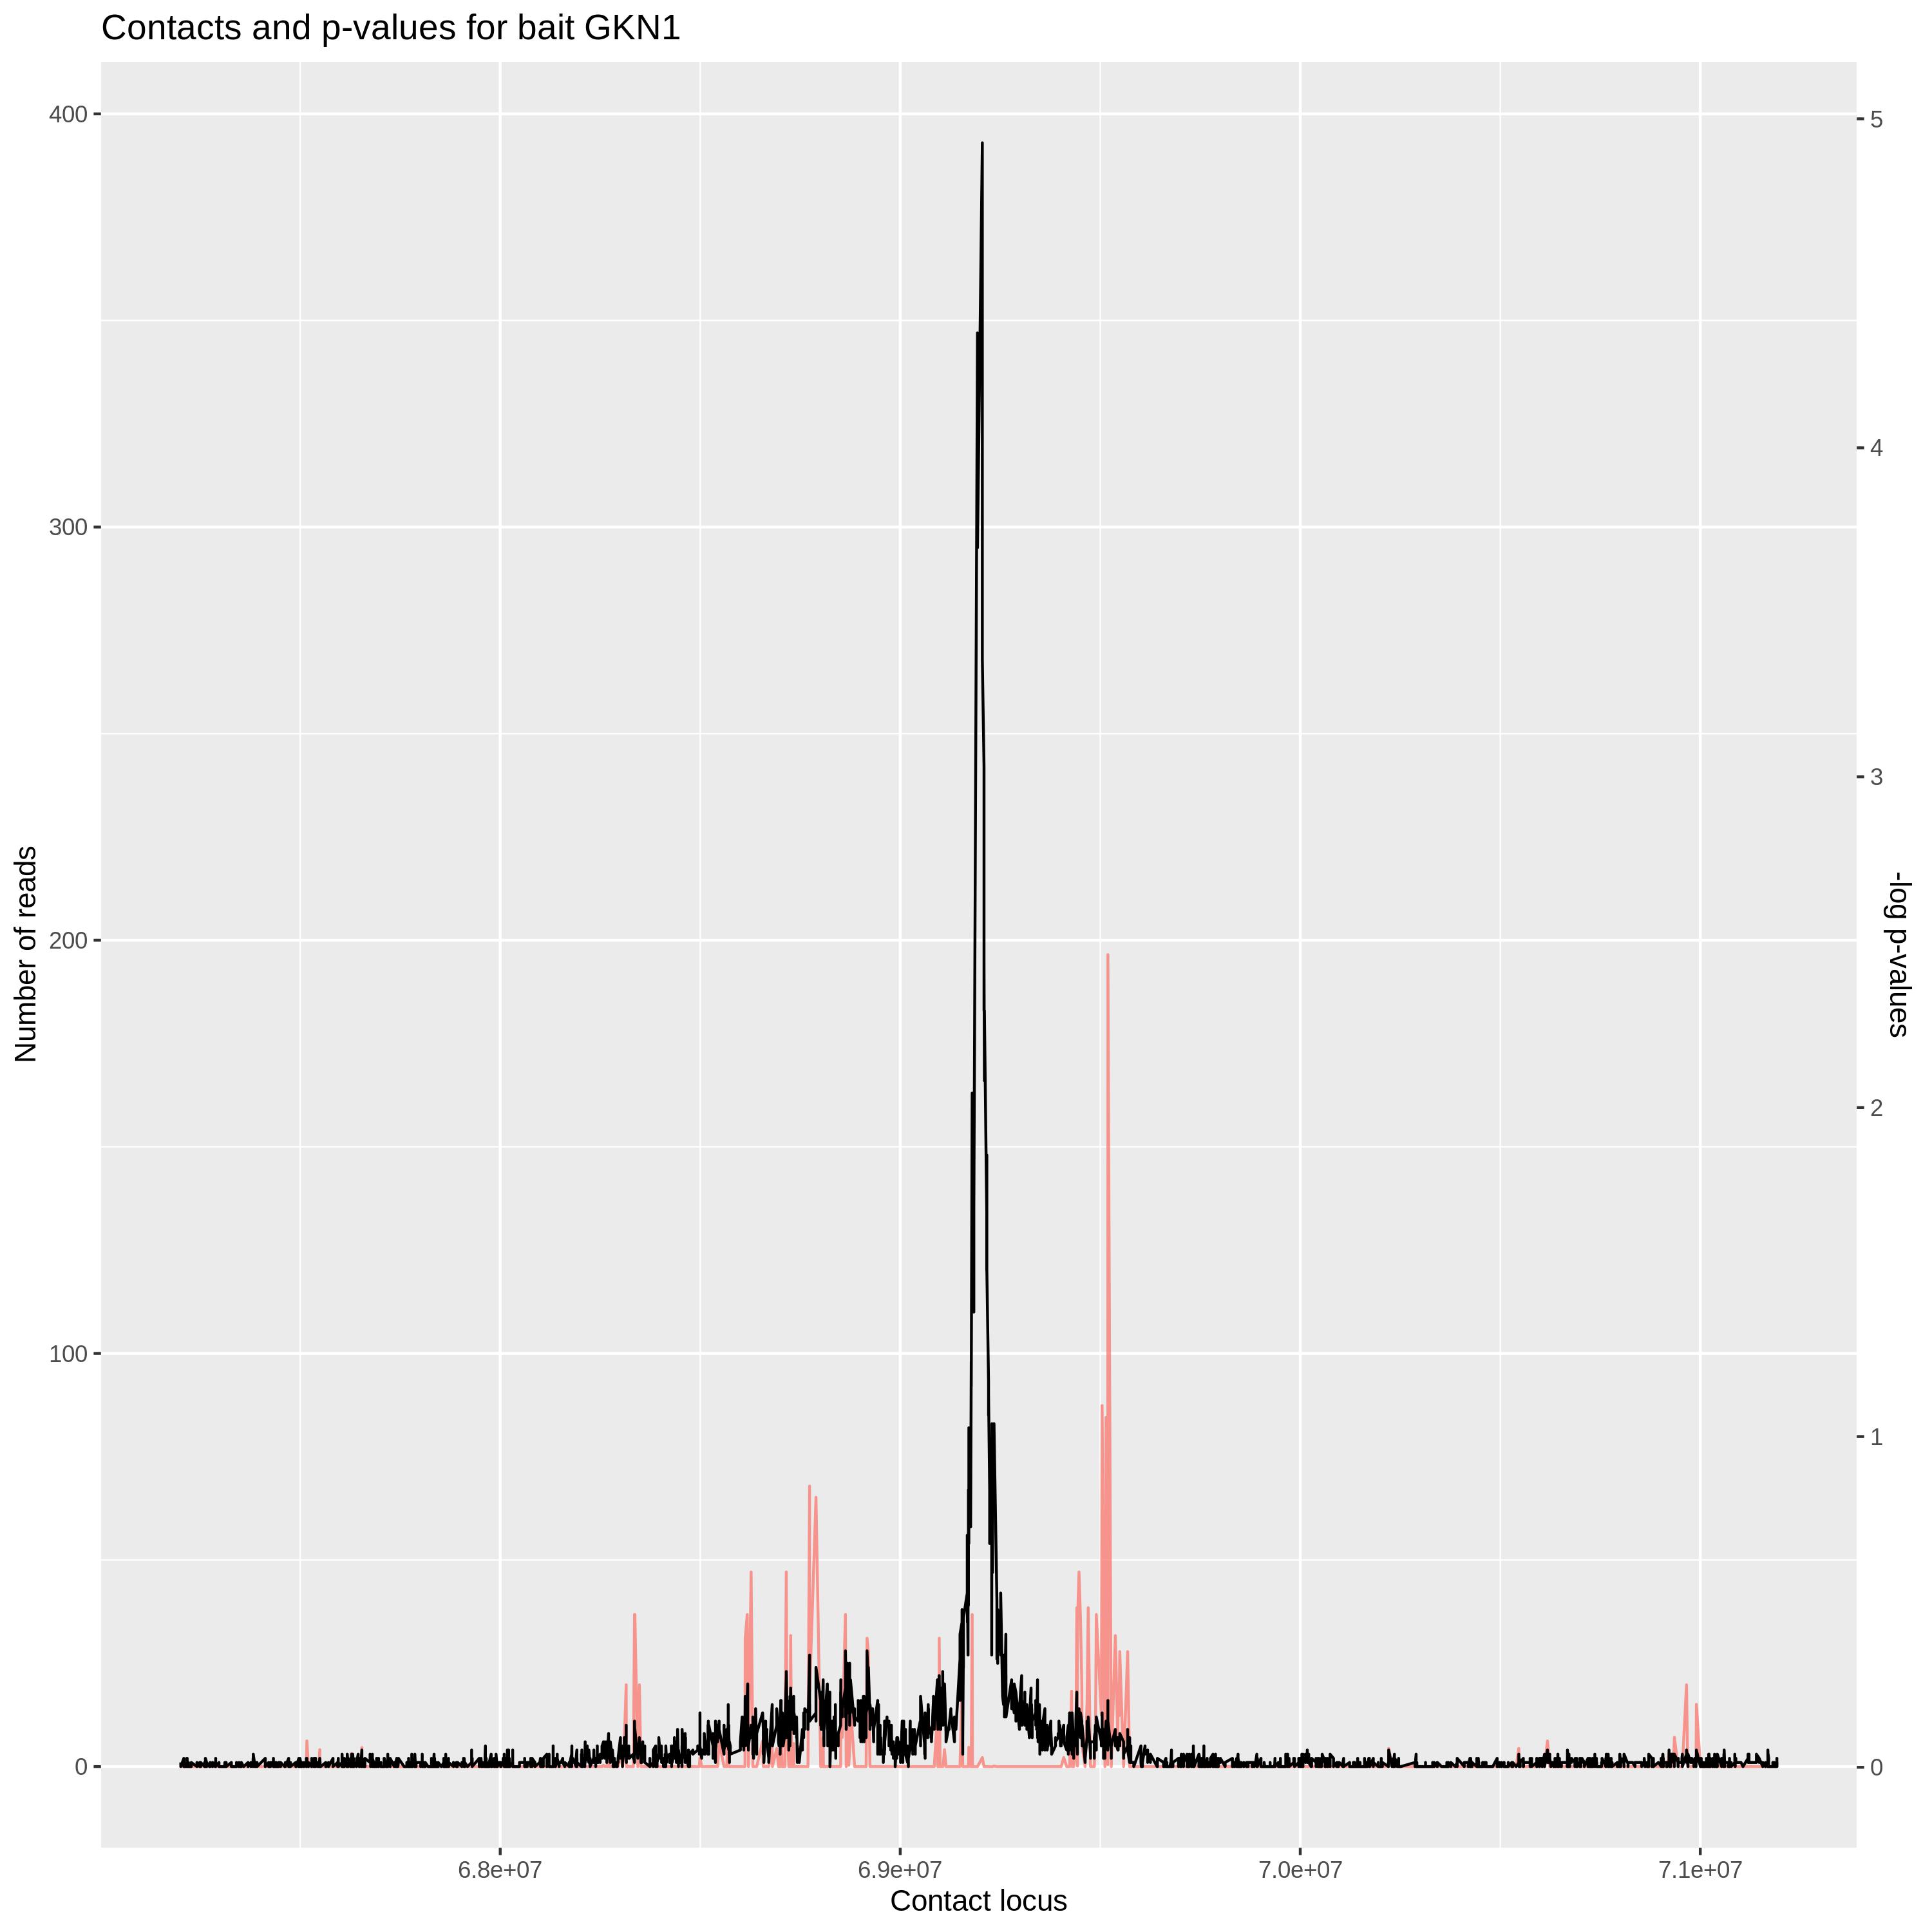 Contacts and p-values for bait GKN1
400
300
200
100
0
Number of reads
5
4
3
2
1
0
-log p-values
6.8e+07
6.9e+07
7.0e+07
7.1e+07
Contact locus